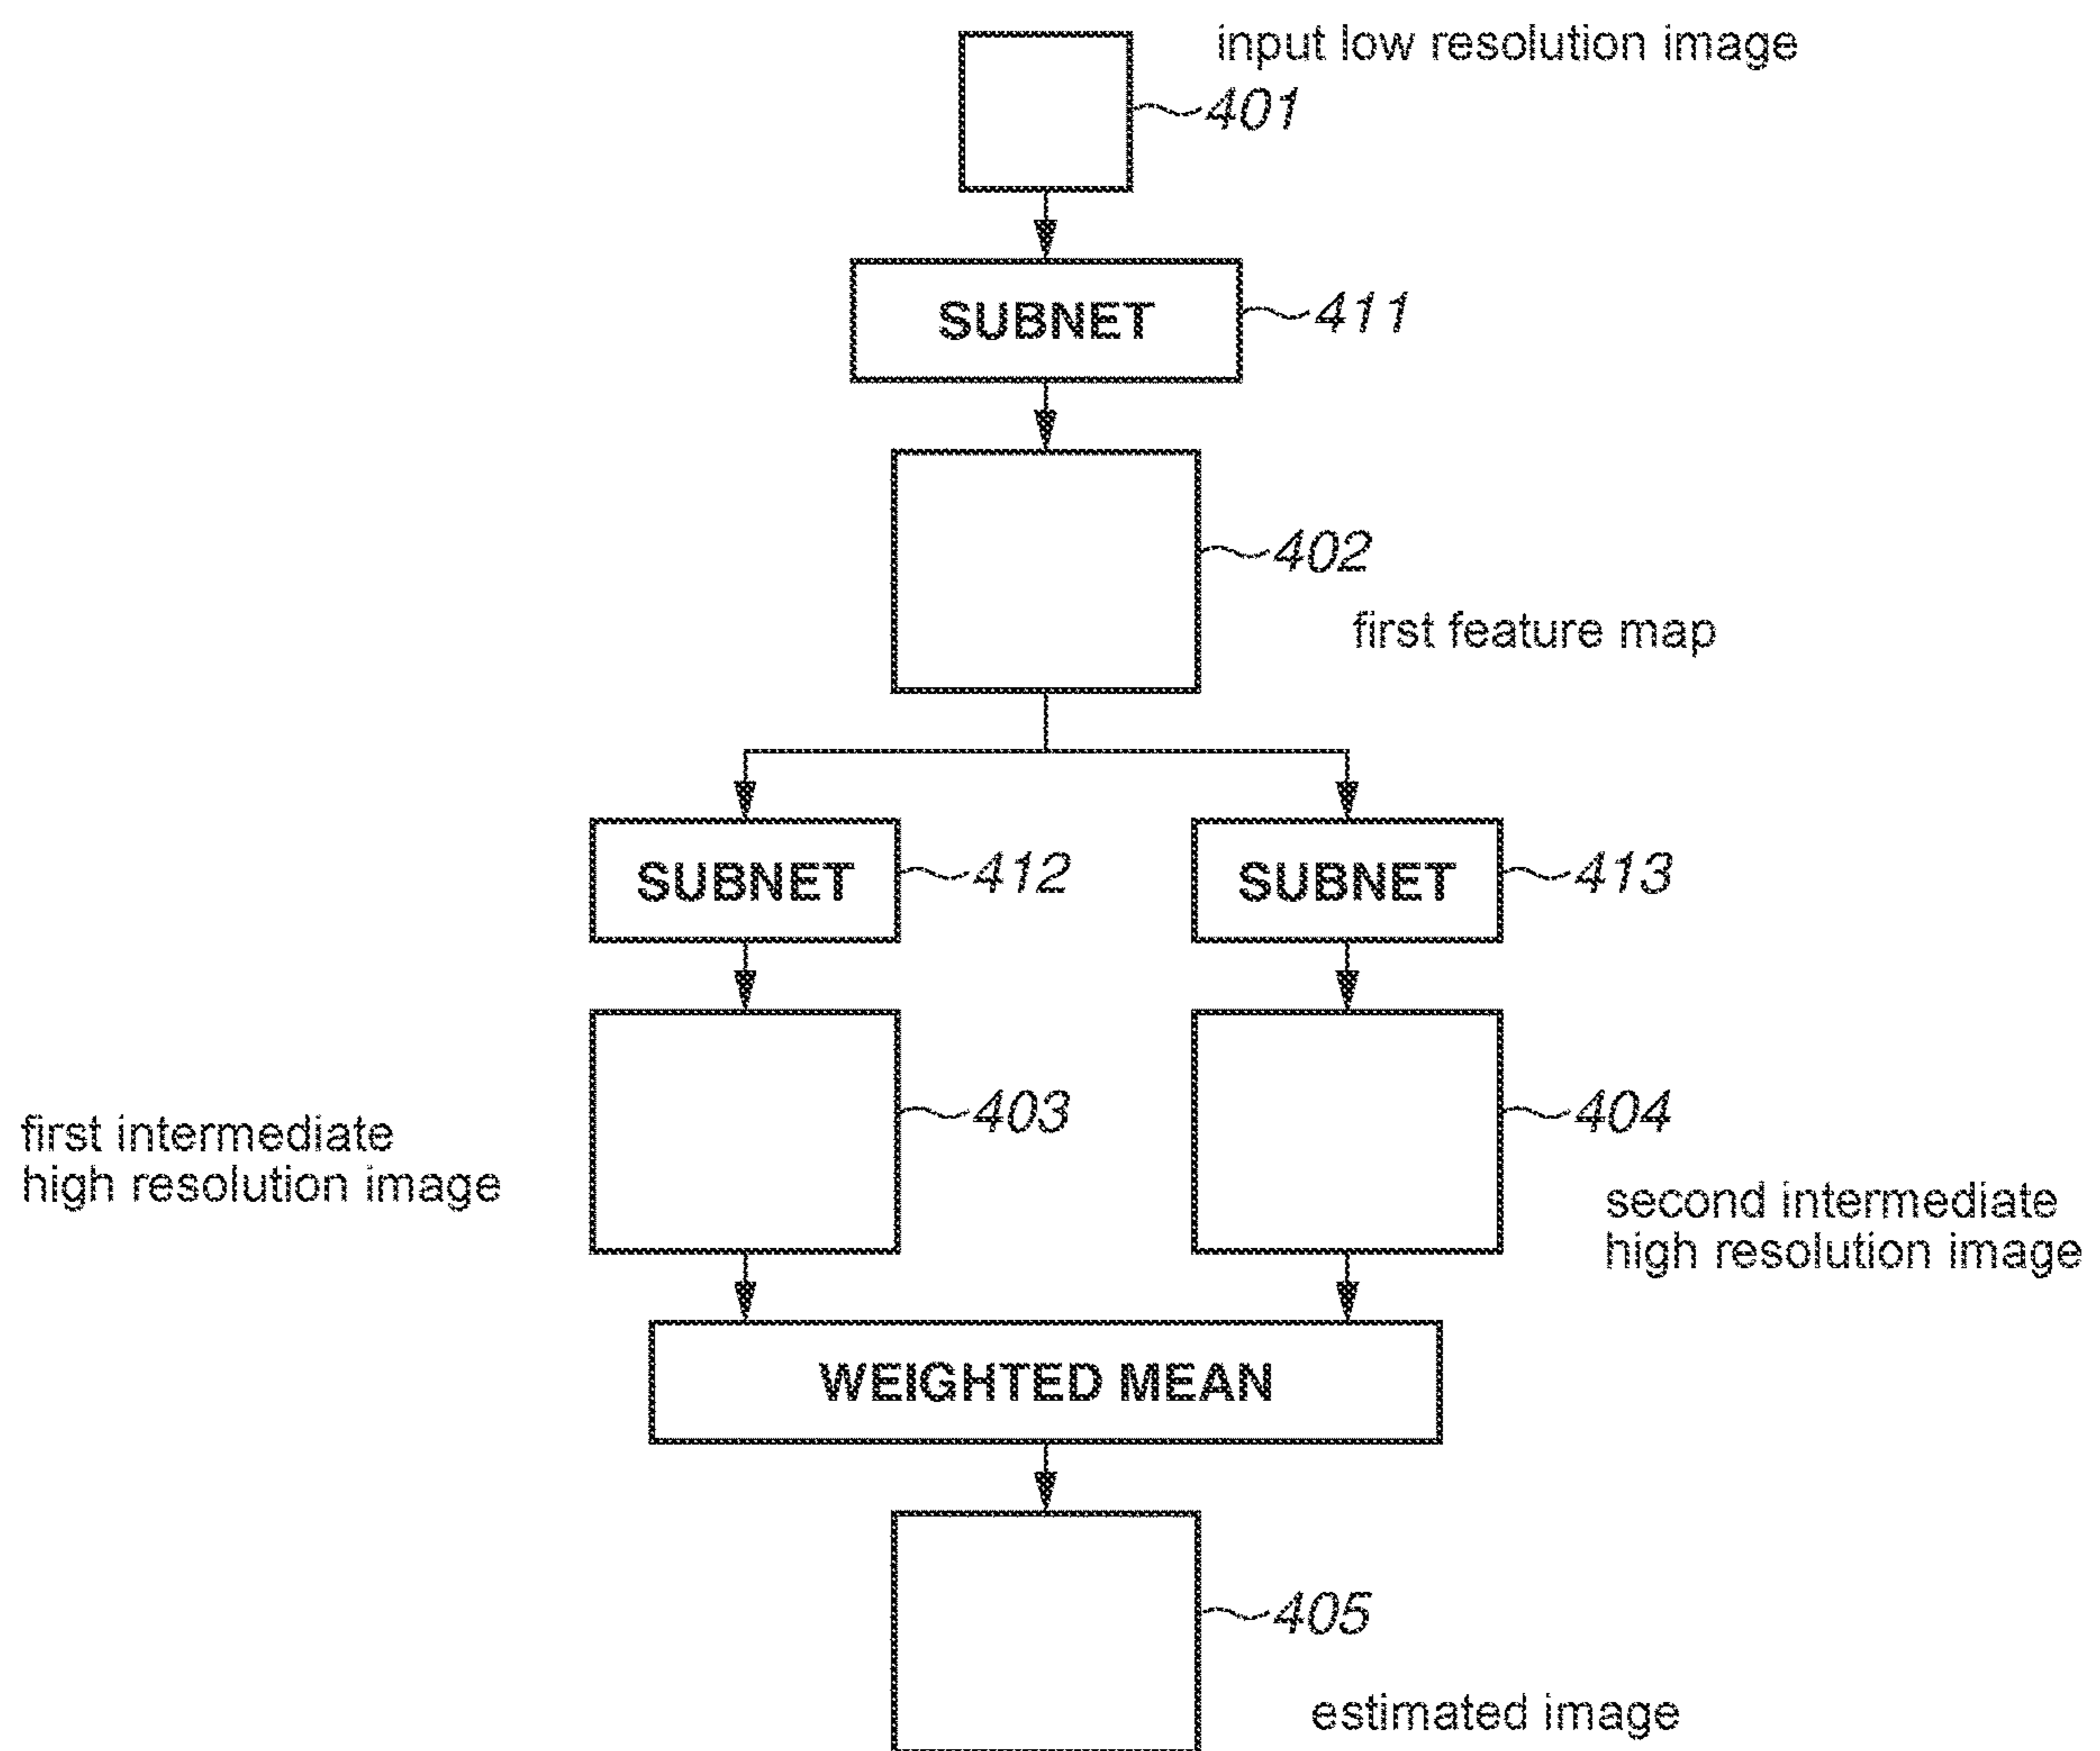 input low resolution image
401
SUBNET
411
402
first feature map
SUBNET
412
SUBNET
413
403
404
first intermediate
high resolution image
second intermediate
high resolution image
WEIGHTED MEAN
405
estimated image